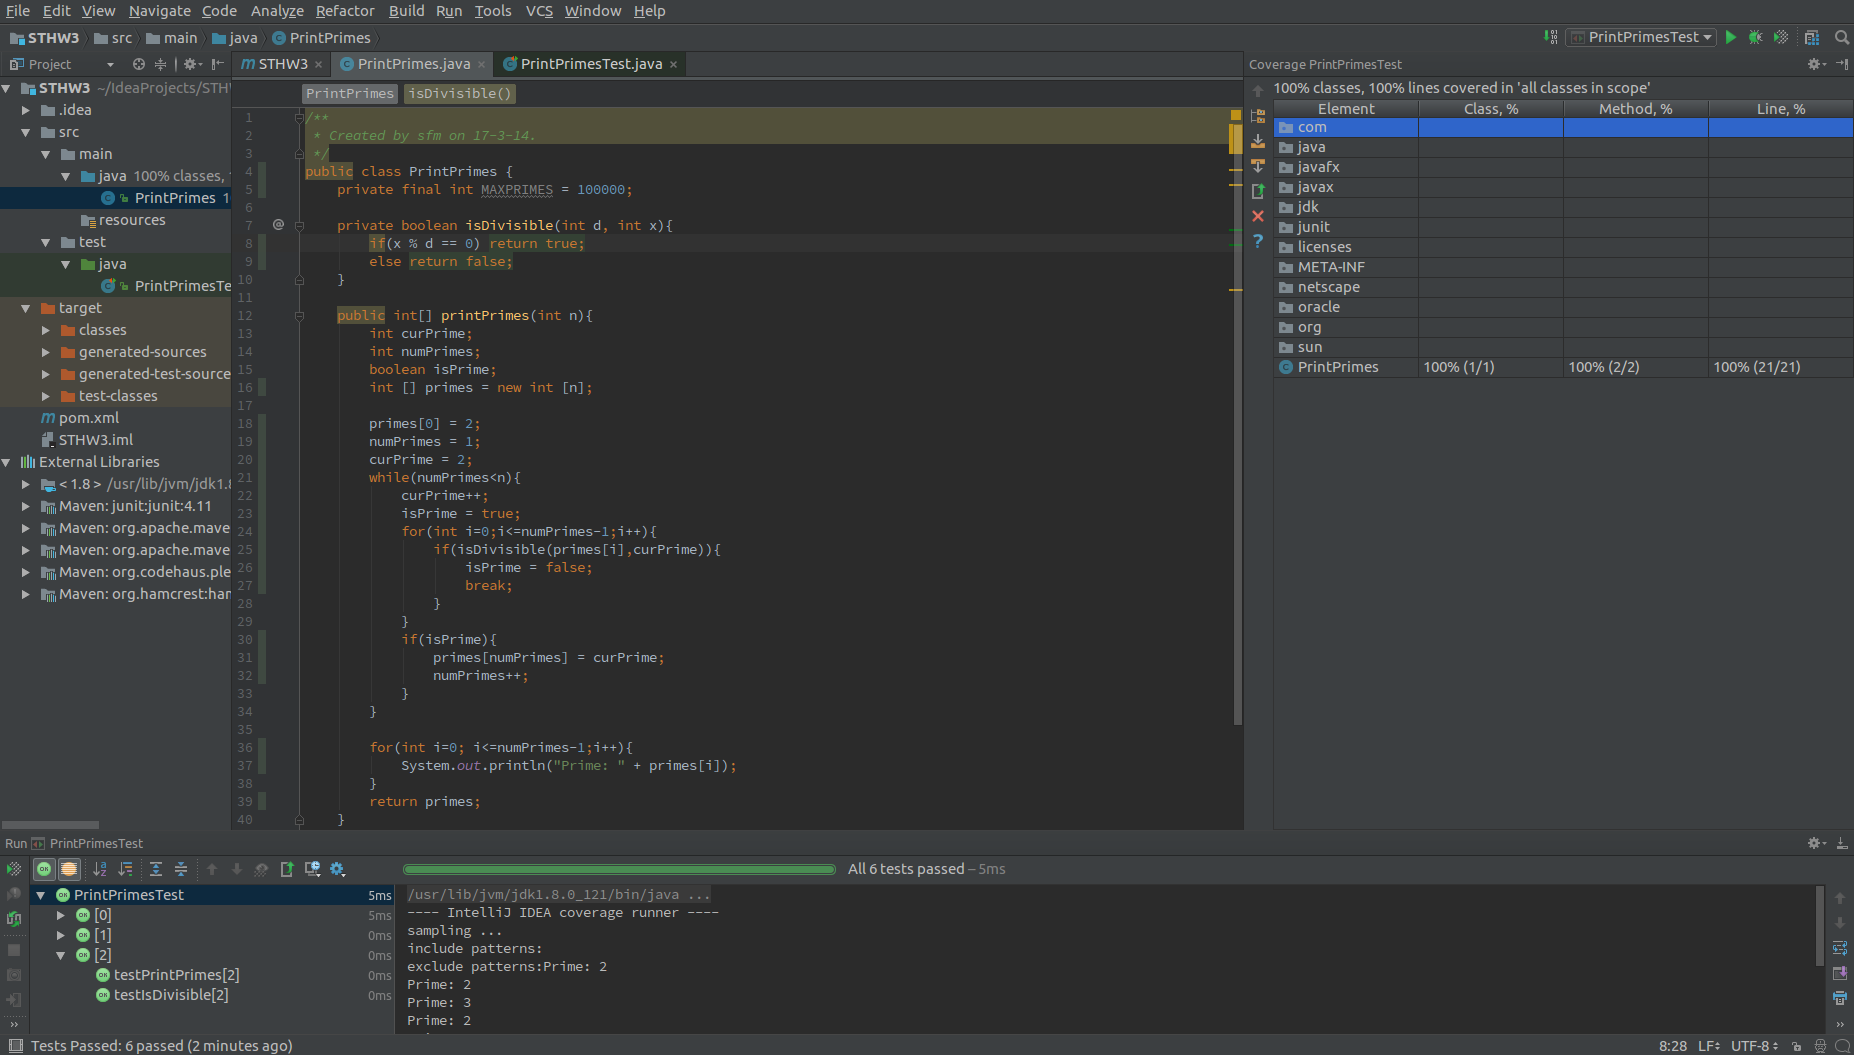 File Edit View Navigate Code Analyze Refactor Build Run Tools VCS Window Help
STHW3 src main java PrintPrimes PrintPrimesTest
Project
STHW3 ~/IdeaProjects/STH
.idea
src
main
java 100% classes,
PrintPrimes
resources
test
java
PrintPrimesTe
target
classes
generated-sources
generated-test-source
test-classes
pom.xml
STHW3.iml
External Libraries
< 1.8 > /usr/lib/jvm/jdk1.8
Maven: junit:junit:4.11
Maven: org.apache.mave
Maven: org.apache.mave
Maven: org.codehaus.ple
Maven: org.hamcrest:har
STHW3 PrintPrimes.java PrintPrimesTest.java
PrintPrimes isDivisible()
1 /**
2 * Created by sfm on 17-3-14.
3 */
4 public class PrintPrimes {
5 private final int MAXPRIMES = 100000;
6
7 private boolean isDivisible(int d, int x){
8 if(x % d == 0) return true;
9 else return false;
10 }
11
12 public int[] printPrimes(int n){
13 int curPrime;
14 int numPrimes;
15 boolean isPrime;
16 int [] primes = new int [n];
17
18 primes[0] = 2;
19 numPrimes = 1;
20 curPrime = 2;
21 while(numPrimes<n){
22 curPrime++;
23 isPrime = true;
24 for(int i=0;i<=numPrimes-1;i++){
25 if(isDivisible(primes[i],curPrime)){
26 isPrime = false;
27 break;
28 }
29 }
30 if(isPrime){
31 primes[numPrimes] = curPrime;
32 numPrimes++;
33 }
34 }
35
36 for(int i=0; i<=numPrimes-1;i++){
37 System.out.println("Prime: " + primes[i]);
38 }
39 return primes;
40 }
Coverage PrintPrimesTest
100% classes, 100% lines covered in 'all classes in scope'
Element Class, % Method, % Line, %
com
java
javafx
javax
jdk
junit
licenses
META-INF
netscape
oracle
org
sun
PrintPrimes 100% (1/1) 100% (2/2) 100% (21/21)
Run PrintPrimesTest
All 6 tests passed – 5ms
PrintPrimesTest 5ms
[0] 5ms
[1] 0ms
[2] 0ms
testPrintPrimes[2] 0ms
testIsDivisible[2] 0ms
/usr/lib/jvm/jdk1.8.0_121/bin/java ...
---- IntelliJ IDEA coverage runner ----
sampling ...
include patterns:
exclude patterns:Prime: 2
Prime: 2
Prime: 3
Prime: 2
Tests Passed: 6 passed (2 minutes ago) 8:28 LF UTF-8